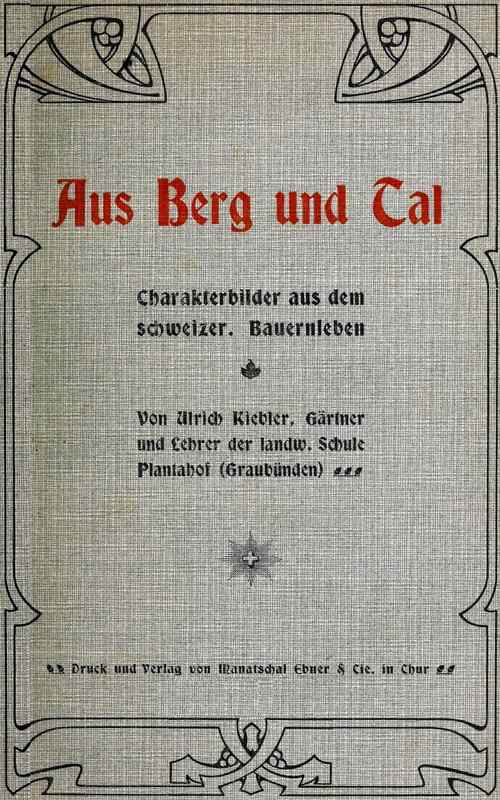 Aus Berg und Tal
Charakterbilder aus dem
schweizer. Bauernleben
Von Ulrich Kiebler, Gärtner
und Lehrer der landw. Schule
Plantahof (Graubünden)
Druck und Verlag von Manatschal Ebner & Cie. in Chur